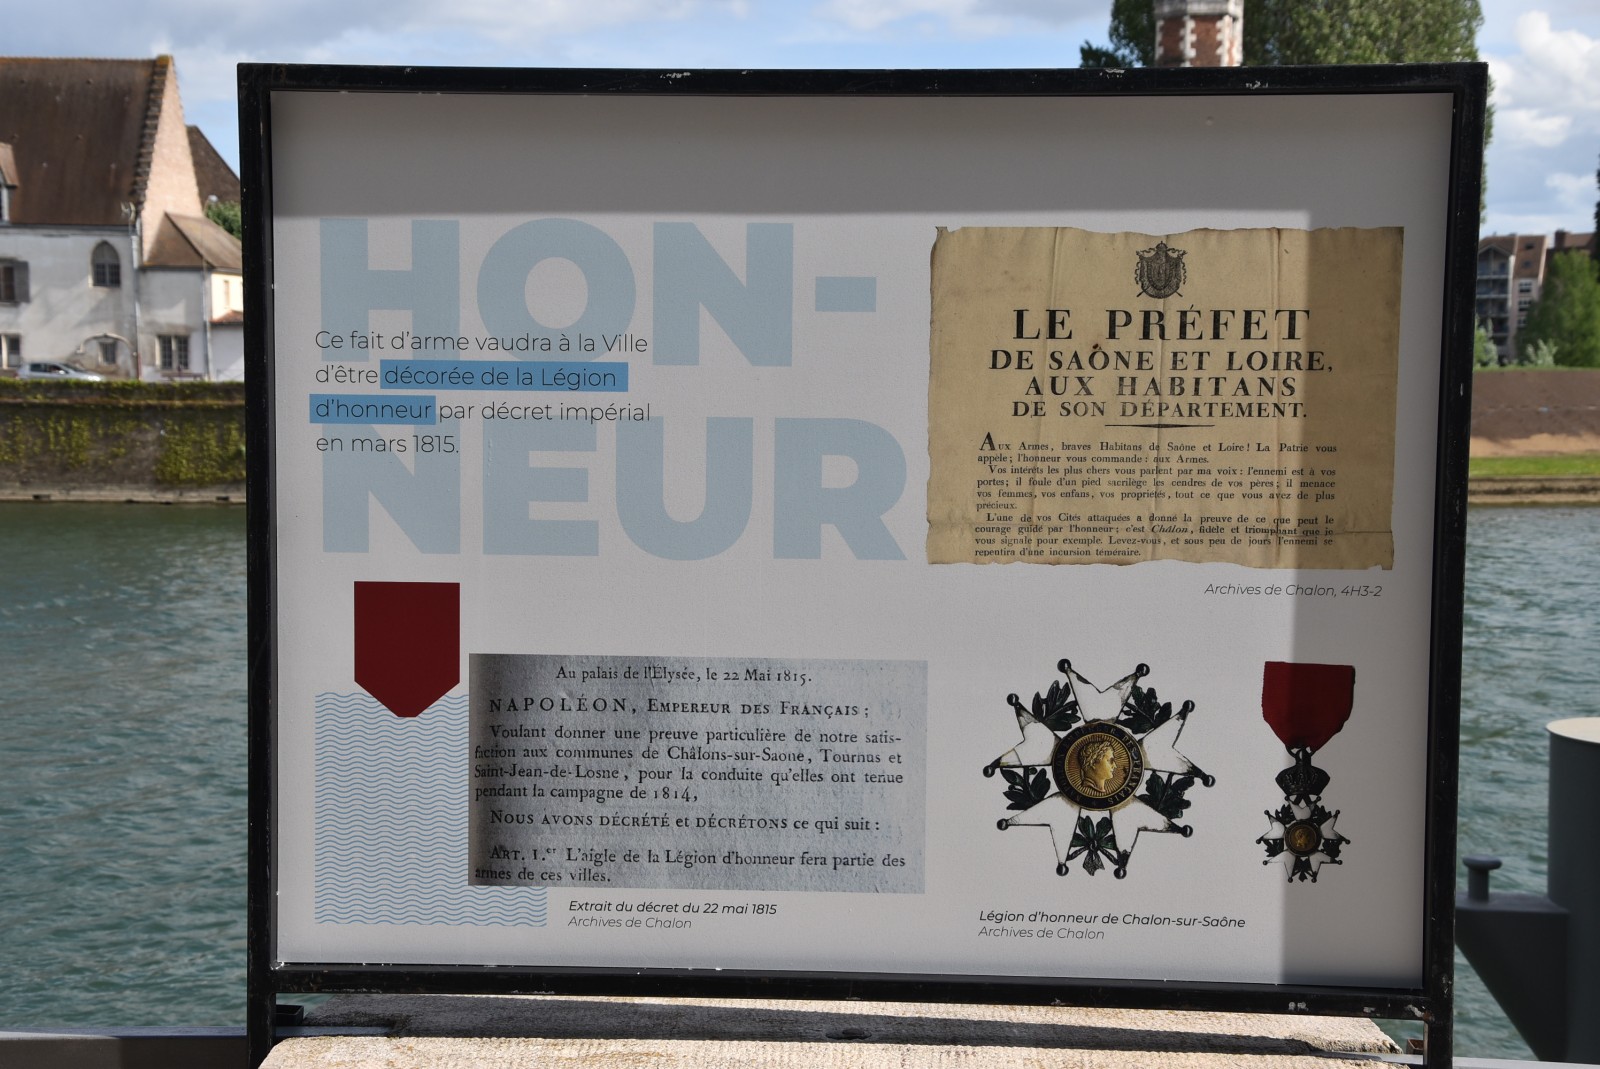 HON-
NEUR
Ce fait d'arme vaudra à la Ville
d'être décorée de la Légion
d'honneur par décret impérial
en mars 1815.
LE PRÉFET
DE SAÔNE ET LOIRE,
AUX HABITANS
DE SON DÉPARTEMENT.
Aux Armes, braves Habitans de Saône et Loire! La Patrie vous
appèle; l'honneur vous commande: aux Armes.
Vos intérêts les plus chers vous parlent par ma voix: l'ennemi est à vos
portes; il foule d'un pied sacrilège les cendres de vos pères; il menace
vos femmes, vos enfans, vos propriétés, tout ce que vous avez de plus
précieux.
L'une de vos Cités attaquées a donné la preuve de ce que peut le
courage guidé par l'honneur: c'est Châlon, fidèle et triomphant que je
vous signale pour exemple. Levez-vous, et sous peu de jours l'ennemi se
repentira d'une incursion téméraire.
Archives de Chalon, 4H3-2
Au palais de l'Elysée, le 22 Mai 1815.
NAPOLÉON, EMPEREUR DES FRANÇAIS;
Voulant donner une preuve particulière de notre satis-
faction aux communes de Châlons-sur-Saone, Tournus et
Saint-Jean-de-Losne, pour la conduite qu'elles ont tenue
pendant la campagne de 1814,
NOUS AVONS DÉCRÉTÉ et DÉCRÉTONS ce qui suit:
ART. 1.er L'aigle de la Légion d'honneur fera partie des
armes de ces villes.
Extrait du décret du 22 mai 1815
Archives de Chalon
Légion d'honneur de Chalon-sur-Saône
Archives de Chalon